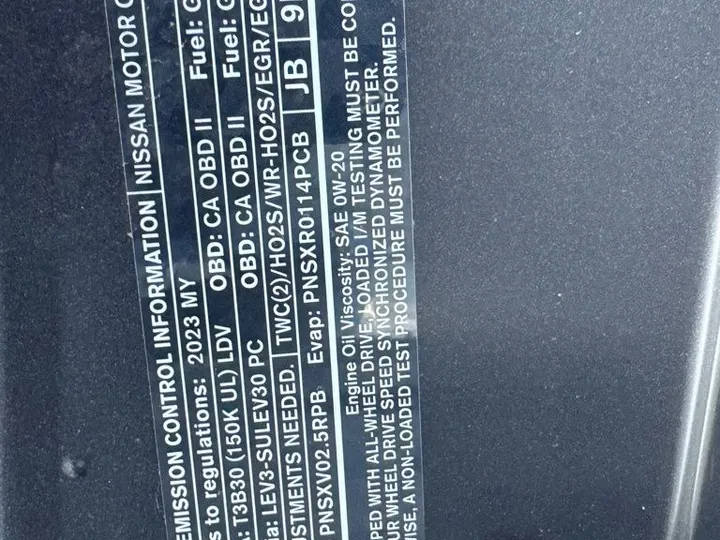 EMISSION CONTROL INFORMATION NISSAN MOTOR
s to regulations: 2023 MY
: T3B30 (150K UL) LDV OBD: CA OBD II Fuel:
ia: LEV3-SULEV30 PC OBD: CA OBD II Fuel:
USTMENTS NEEDED. TWC(2)/HO2S/WR-HO2S/EGR/EG
PNSXV02.5RPB Evap: PNSXR0114PCB JB
Engine Oil Viscosity: SAE 0W-20
PPED WITH ALL-WHEEL DRIVE, LOADED I/M TESTING MUST BE CO
UR WHEEL DRIVE SPEED SYNCHRONIZED DYNAMOMETER.
WISE, A NON-LOADED TEST PROCEDURE MUST BE PERFORMED.